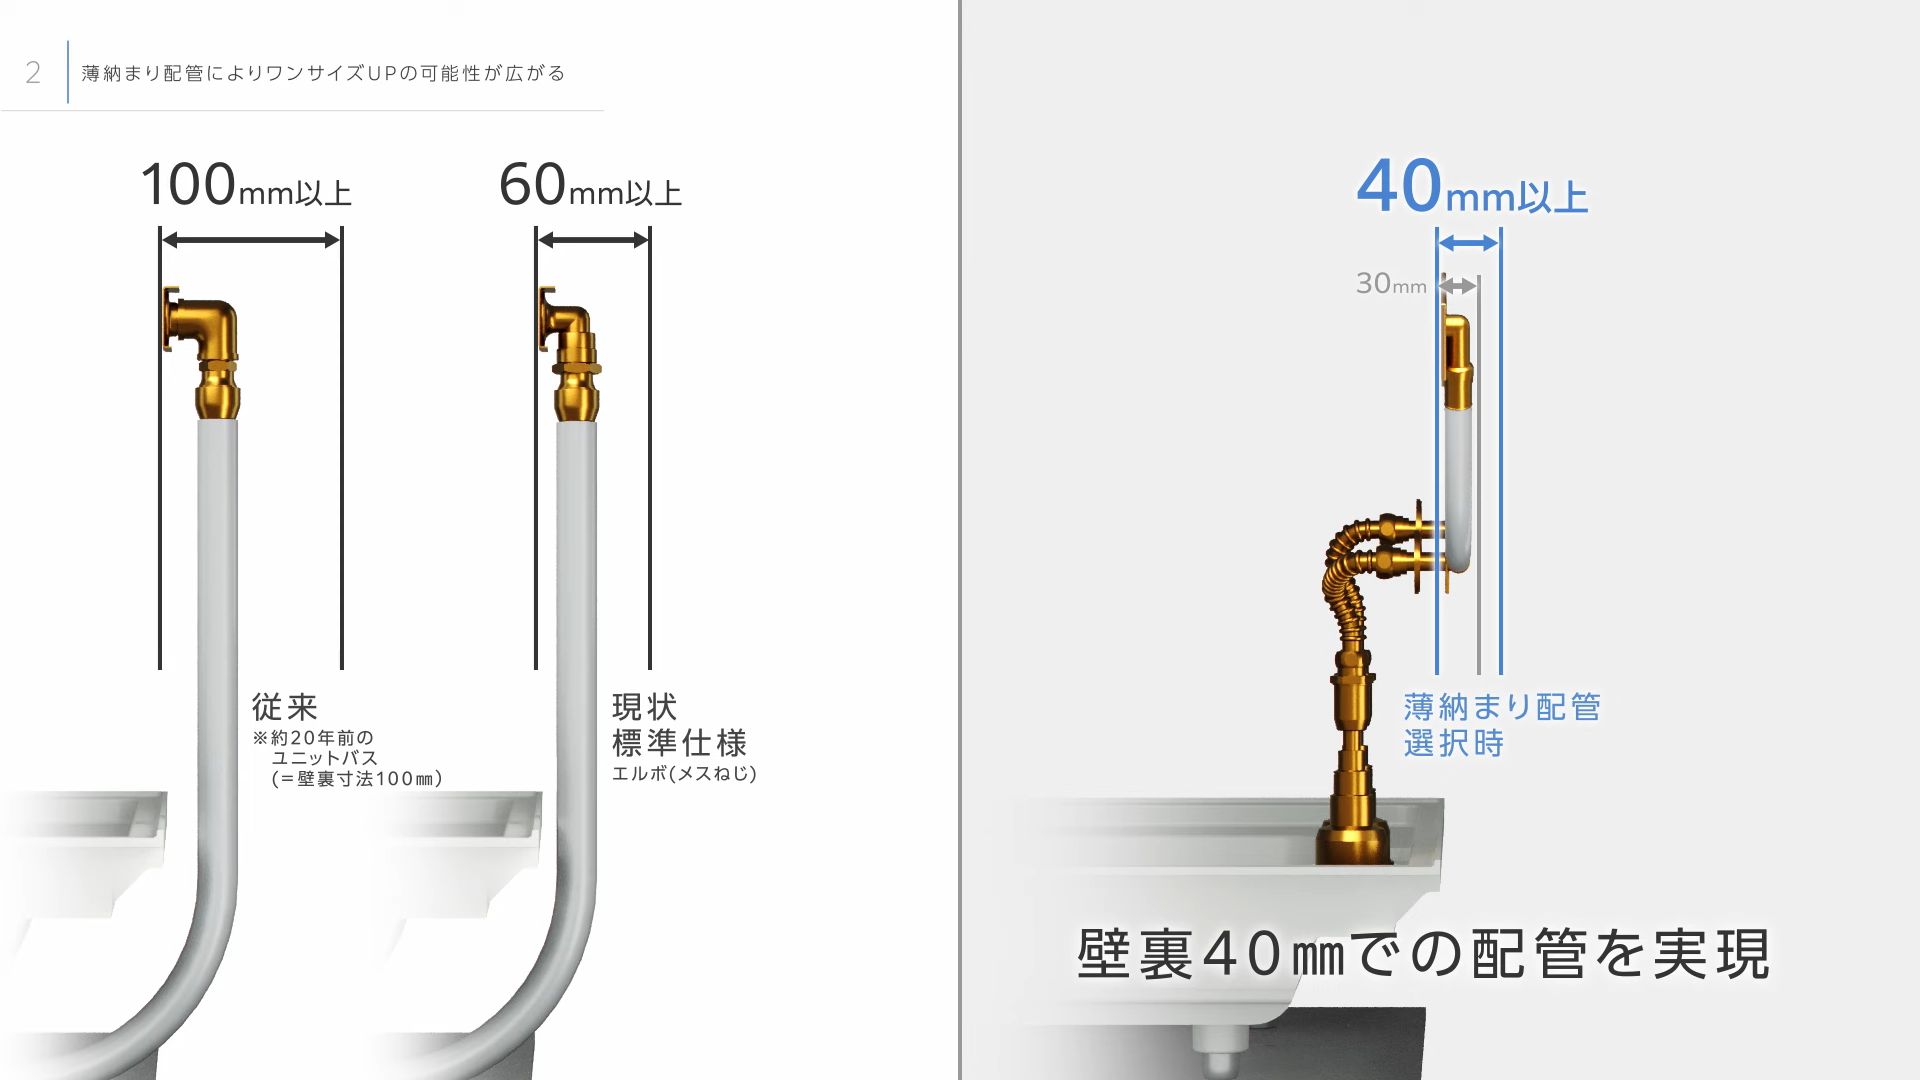 2
薄納まり配管によりワンサイズUPの可能性が広がる
100mm以上
60mm以上
従来
※約20年前の
ユニットバス
(=壁裏寸法100㎜)
現状
標準仕様
エルボ(メスねじ)
40mm以上
30mm
薄納まり配管
選択時
壁裏40㎜での配管を実現